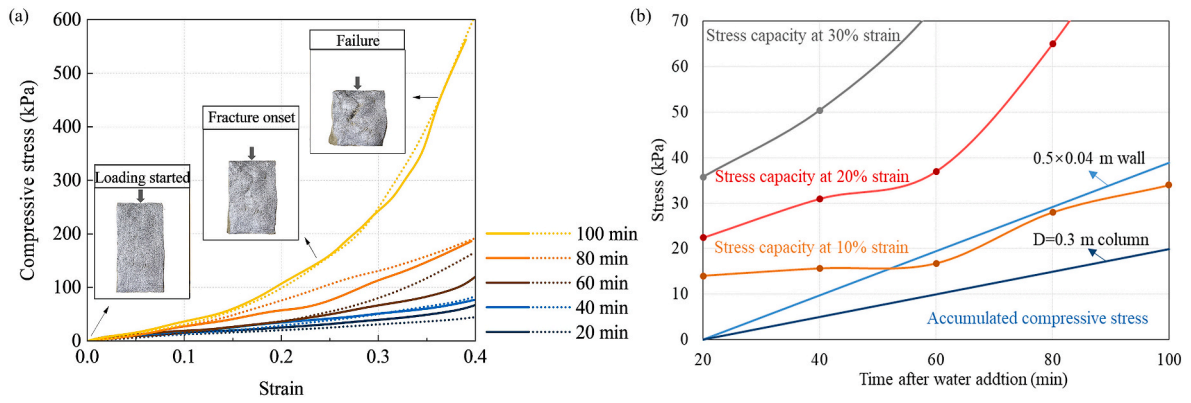 (a)
Compressive stress (kPa)
600
500
400
300
200
100
0
0.0
0.1
0.2
0.3
0.4
Strain
Loading started
Fracture onset
Failure
100 min
80 min
60 min
40 min
20 min
(b)
Stress (kPa)
70
60
50
40
30
20
10
0
20
40
60
80
100
Time after water addtion (min)
Stress capacity at 30% strain
Stress capacity at 20% strain
0.5×0.04 m wall
Stress capacity at 10% strain
D=0.3 m column
Accumulated compressive stress